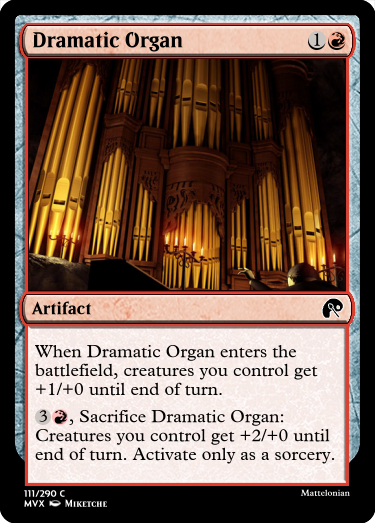 Dramatic Organ 1
Artifact
When Dramatic Organ enters the
battlefield, creatures you control get
+1/+0 until end of turn.
3, Sacrifice Dramatic Organ:
Creatures you control get +2/+0 until
end of turn. Activate only as a sorcery.
111/290 C
MVX Miketche
Mattelonian